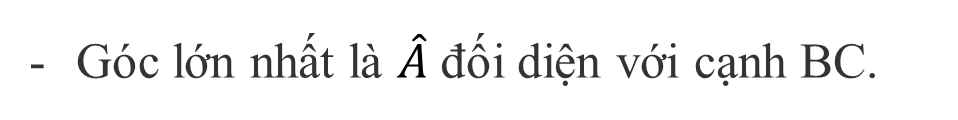 - Góc lớn nhất là Â đối diện với cạnh BC.